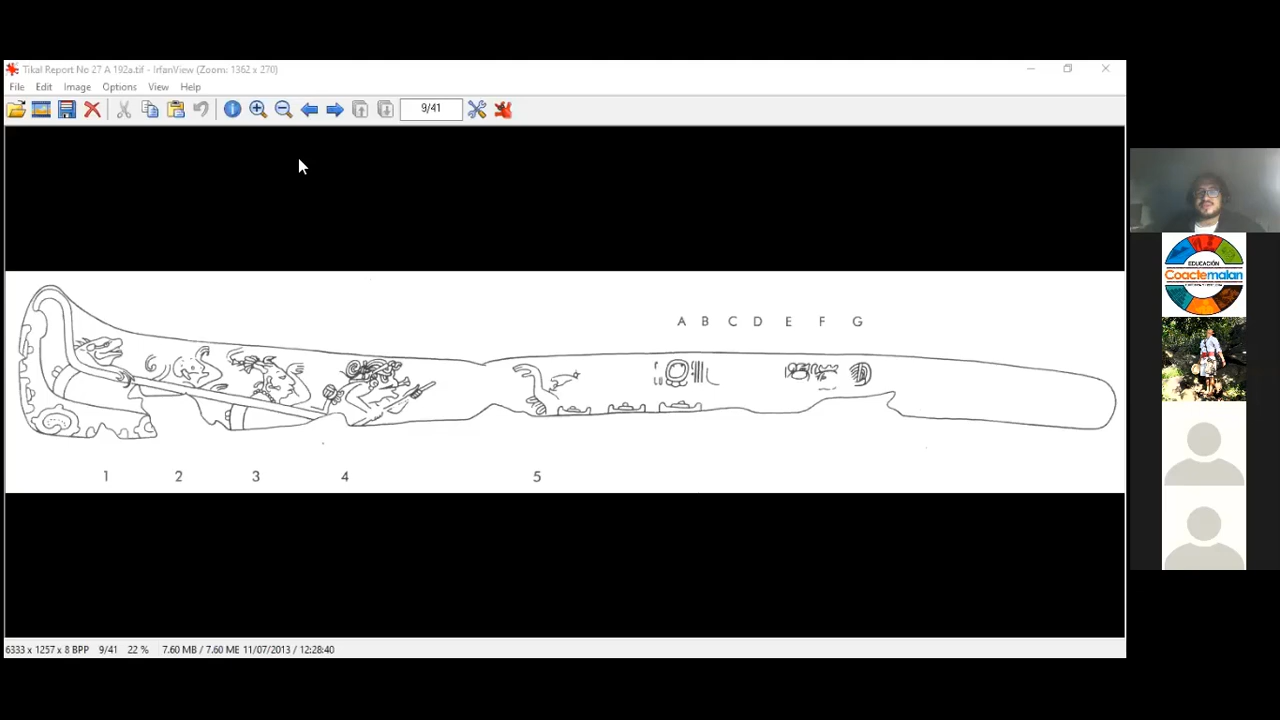 Tikal Report No 27 A 192a.tif - IrfanView (Zoom: 1362 x 270)
File Edit Image Options View Help
9/41
A B C D E F G
1 2 3 4 5
6333 x 1257 x 8 BPP 9/41 22 % 7.60 MB / 7.60 ME 11/07/2013 / 12:28:40
EDUCACIÓN
Coactemalan